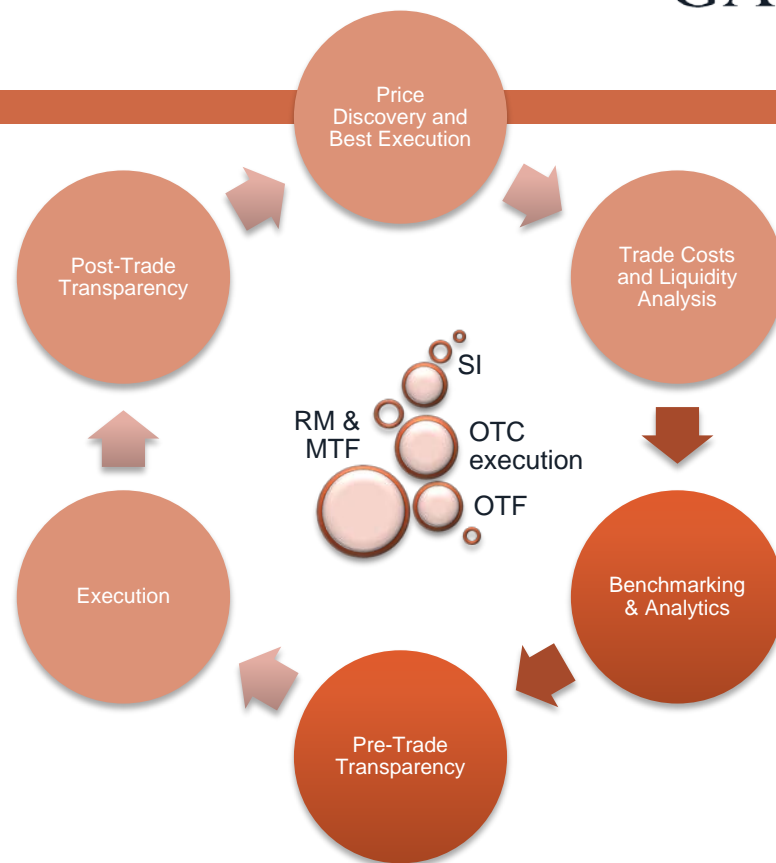 Price
Discovery and
Best Execution
Trade Costs
and Liquidity
Analysis
Benchmarking
& Analytics
Pre-Trade
Transparency
Execution
Post-Trade
Transparency
SI
RM &
MTF
OTC
execution
OTF